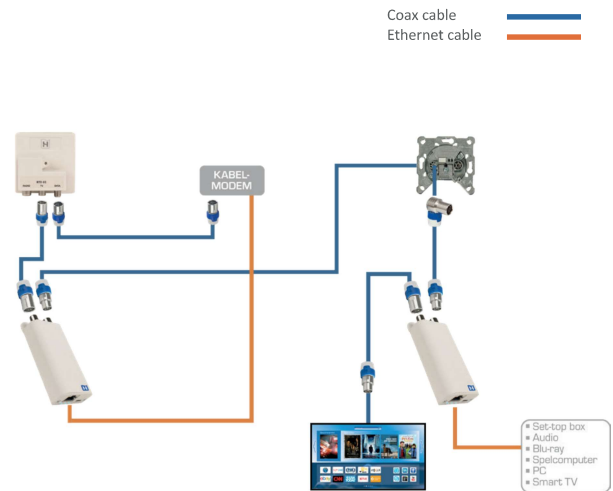 Coax cable
Ethernet cable
H
KABEL-
MODEM
Set-top box
Audio
Blu-ray
Spelcomputer
PC
Smart TV